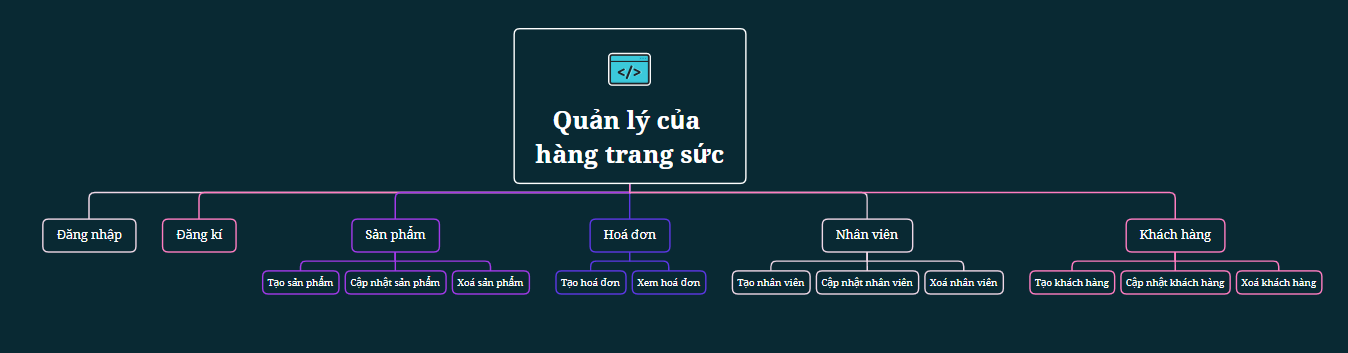 </>
Quản lý của
hàng trang sức
Đăng nhập
Đăng kí
Sản phẩm
Hoá đơn
Nhân viên
Khách hàng
Tạo sản phẩm
Cập nhật sản phẩm
Xoá sản phẩm
Tạo hoá đơn
Xem hoá đơn
Tạo nhân viên
Cập nhật nhân viên
Xoá nhân viên
Tạo khách hàng
Cập nhật khách hàng
Xoá khách hàng